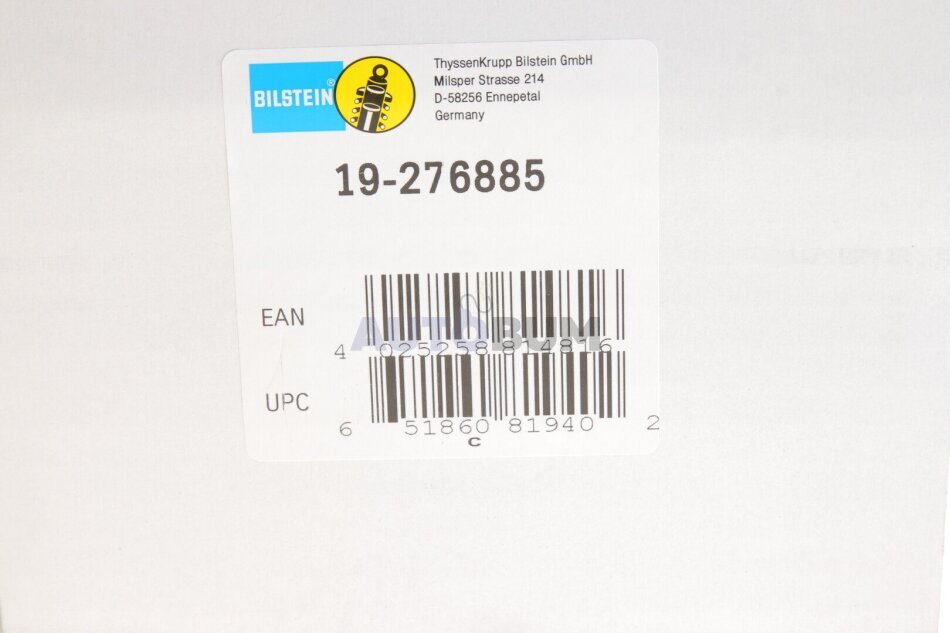 BILSTEIN®
ThyssenKrupp Bilstein GmbH
Milsper Strasse 214
D-58256 Ennepetal
Germany
19-276885
EAN
AUTOBUM
4 025258 814816
UPC
6 51860 81940 2
C